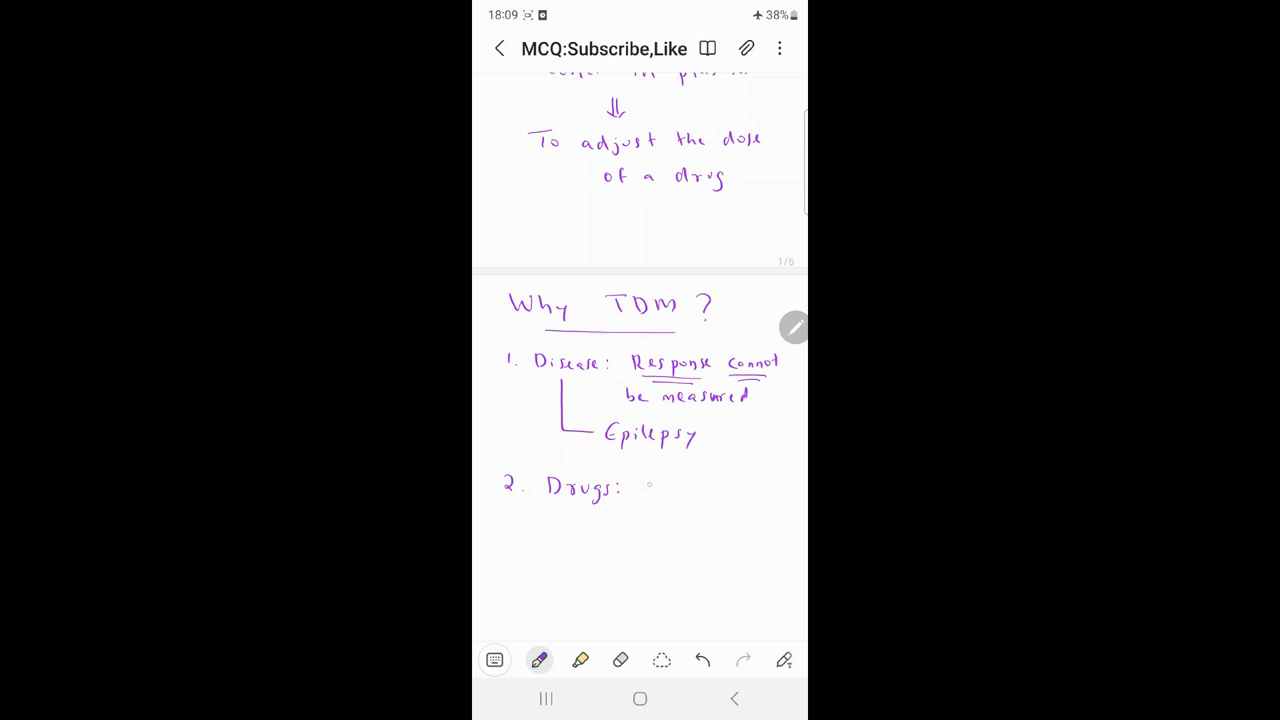 18:09 38%
MCQ:Subscribe,Like
To adjust the dose
of a drug
1/6
Why TDM ?
1. Disease: Response cannot
be measured
Epilepsy
2. Drugs: